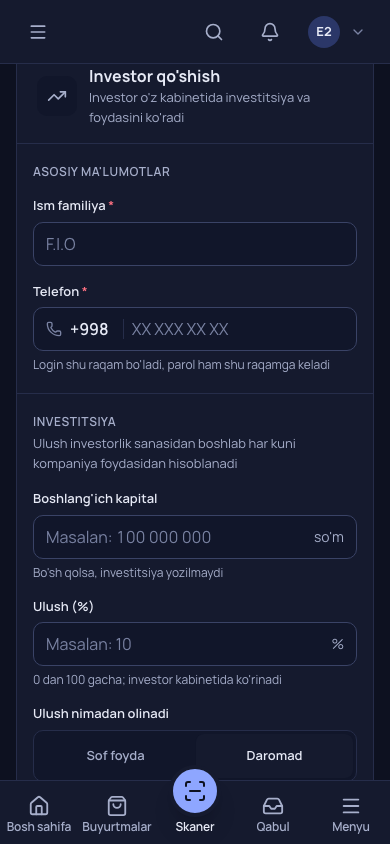 E2
Investor qo'shish
Investor o'z kabinetida investitsiya va
foydasini ko'radi
ASOSIY MA'LUMOTLAR
Ism familiya *
F.I.O
Telefon *
+998 XX XXX XX XX
Login shu raqam bo'ladi, parol ham shu raqamga keladi
INVESTITSIYA
Ulush investorlik sanasidan boshlab har kuni
kompaniya foydasidan hisoblanadi
Boshlang'ich kapital
Masalan: 100 000 000 so'm
Bo'sh qolsa, investitsiya yozilmaydi
Ulush (%)
Masalan: 10 %
0 dan 100 gacha; investor kabinetida ko'rinadi
Ulush nimadan olinadi
Sof foyda Daromad
Bosh sahifa Buyurtmalar Skaner Qabul Menyu